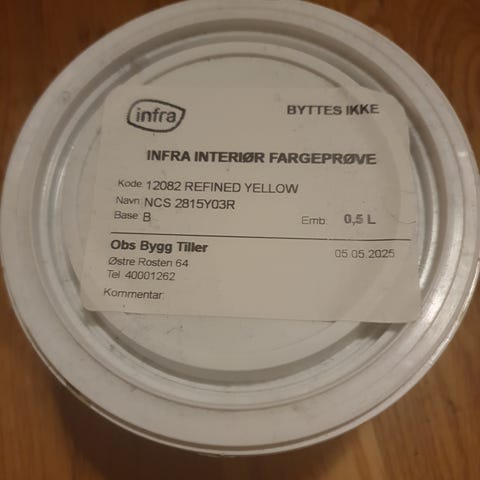 infra
BYTTES IKKE
INFRA INTERIØR FARGEPRØVE
Kode: 12082 REFINED YELLOW
Navn: NCS 2815Y03R
Base: B Emb: 0,5 L
Obs Bygg Tiller 05.05.2025
Østre Rosten 64
Tel 40001262
Kommentar: